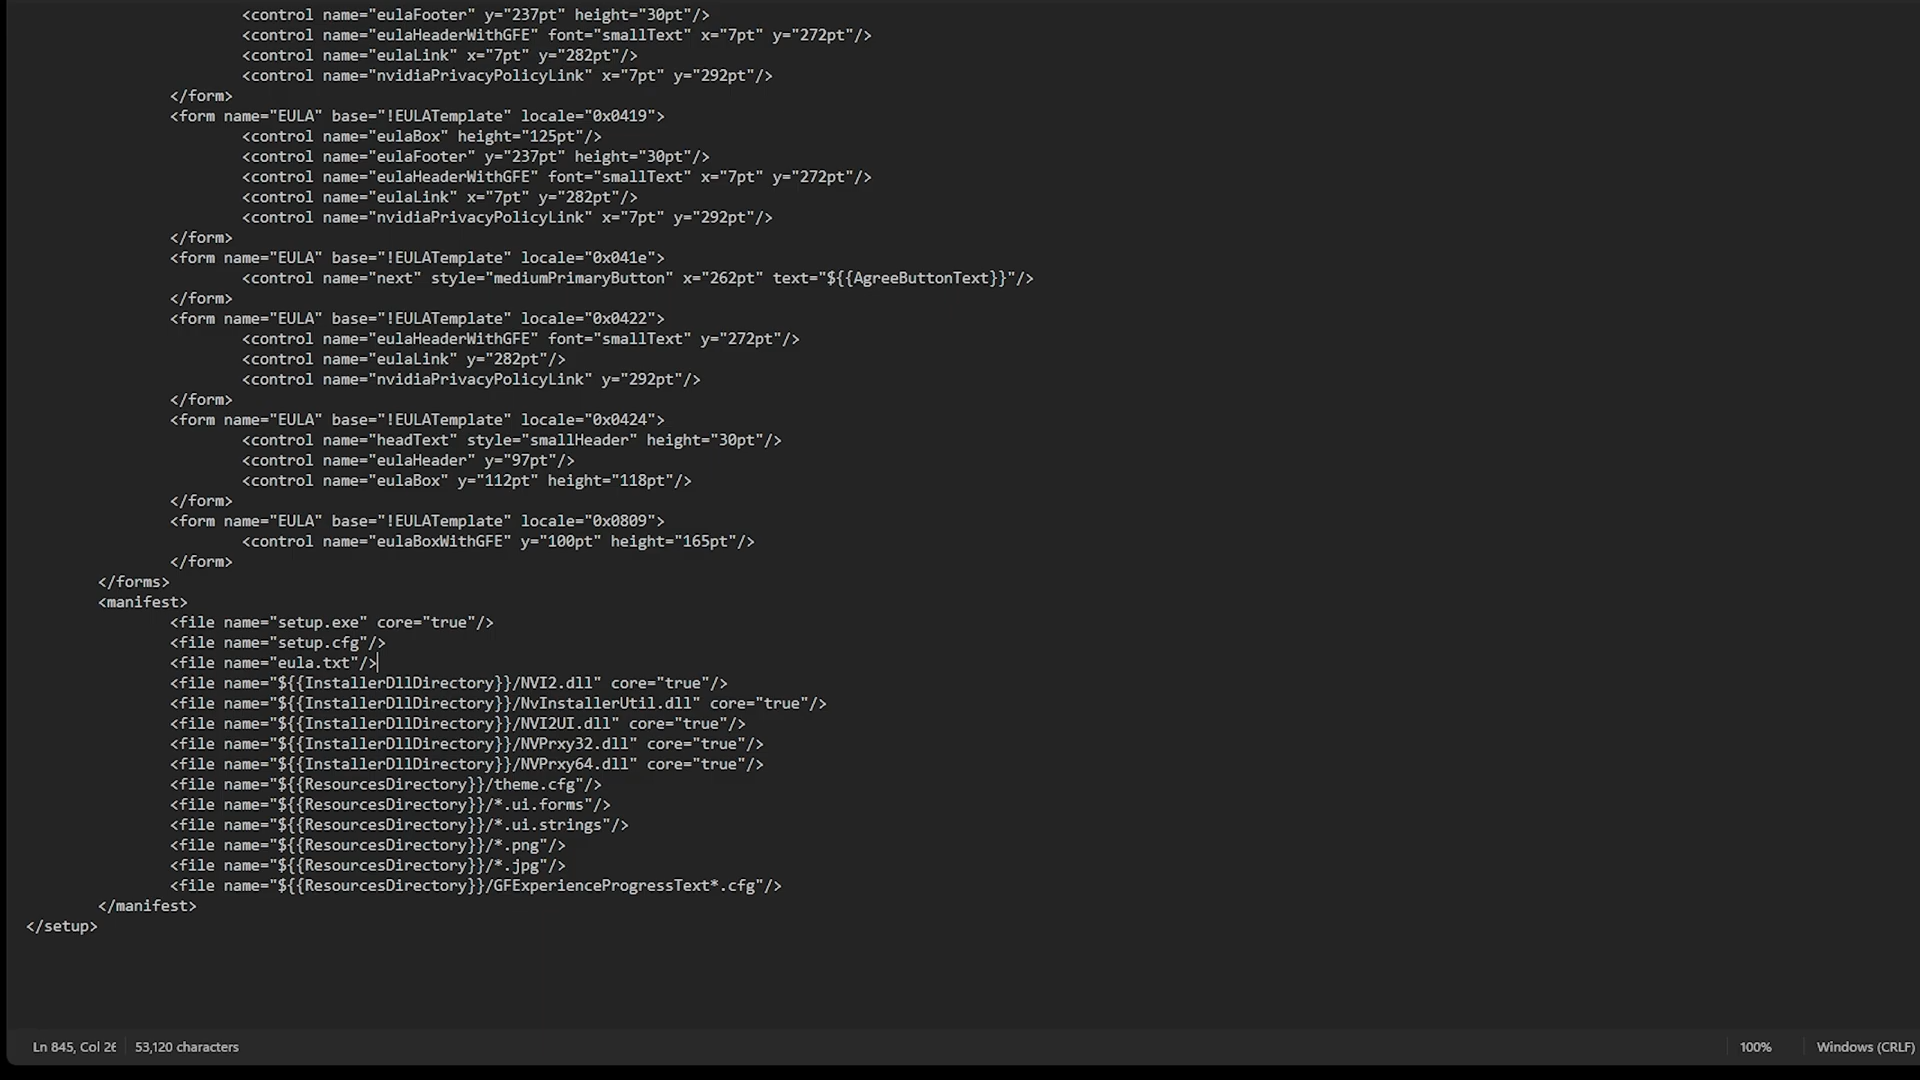 <control name="eulaFooter" y="237pt" height="30pt"/>
<control name="eulaHeaderWithGFE" font="smallText" x="7pt" y="272pt"/>
<control name="eulaLink" x="7pt" y="282pt"/>
<control name="nvidiaPrivacyPolicyLink" x="7pt" y="292pt"/>
</form>
<form name="EULA" base="!EULATemplate" locale="0x0419">
<control name="eulaBox" height="125pt"/>
<control name="eulaFooter" y="237pt" height="30pt"/>
<control name="eulaHeaderWithGFE" font="smallText" x="7pt" y="272pt"/>
<control name="eulaLink" x="7pt" y="282pt"/>
<control name="nvidiaPrivacyPolicyLink" x="7pt" y="292pt"/>
</form>
<form name="EULA" base="!EULATemplate" locale="0x041e">
<control name="next" style="mediumPrimaryButton" x="262pt" text="${{AgreeButtonText}}"/>
</form>
<form name="EULA" base="!EULATemplate" locale="0x0422">
<control name="eulaHeaderWithGFE" font="smallText" y="272pt"/>
<control name="eulaLink" y="282pt"/>
<control name="nvidiaPrivacyPolicyLink" y="292pt"/>
</form>
<form name="EULA" base="!EULATemplate" locale="0x0424">
<control name="headText" style="smallHeader" height="30pt"/>
<control name="eulaHeader" y="97pt"/>
<control name="eulaBox" y="112pt" height="118pt"/>
</form>
<form name="EULA" base="!EULATemplate" locale="0x0809">
<control name="eulaBoxWithGFE" y="100pt" height="165pt"/>
</form>
</forms>
<manifest>
<file name="setup.exe" core="true"/>
<file name="setup.cfg"/>
<file name="eula.txt"/>
<file name="${{InstallerDllDirectory}}/NVI2.dll" core="true"/>
<file name="${{InstallerDllDirectory}}/NvInstallerUtil.dll" core="true"/>
<file name="${{InstallerDllDirectory}}/NVI2UI.dll" core="true"/>
<file name="${{InstallerDllDirectory}}/NVPrxy32.dll" core="true"/>
<file name="${{InstallerDllDirectory}}/NVPrxy64.dll" core="true"/>
<file name="${{ResourcesDirectory}}/theme.cfg"/>
<file name="${{ResourcesDirectory}}/*.ui.forms"/>
<file name="${{ResourcesDirectory}}/*.ui.strings"/>
<file name="${{ResourcesDirectory}}/*.png"/>
<file name="${{ResourcesDirectory}}/*.jpg"/>
<file name="${{ResourcesDirectory}}/GFExperienceProgressText*.cfg"/>
</manifest>
</setup>
Ln 845, Col 26 53,120 characters 100% Windows (CRLF)